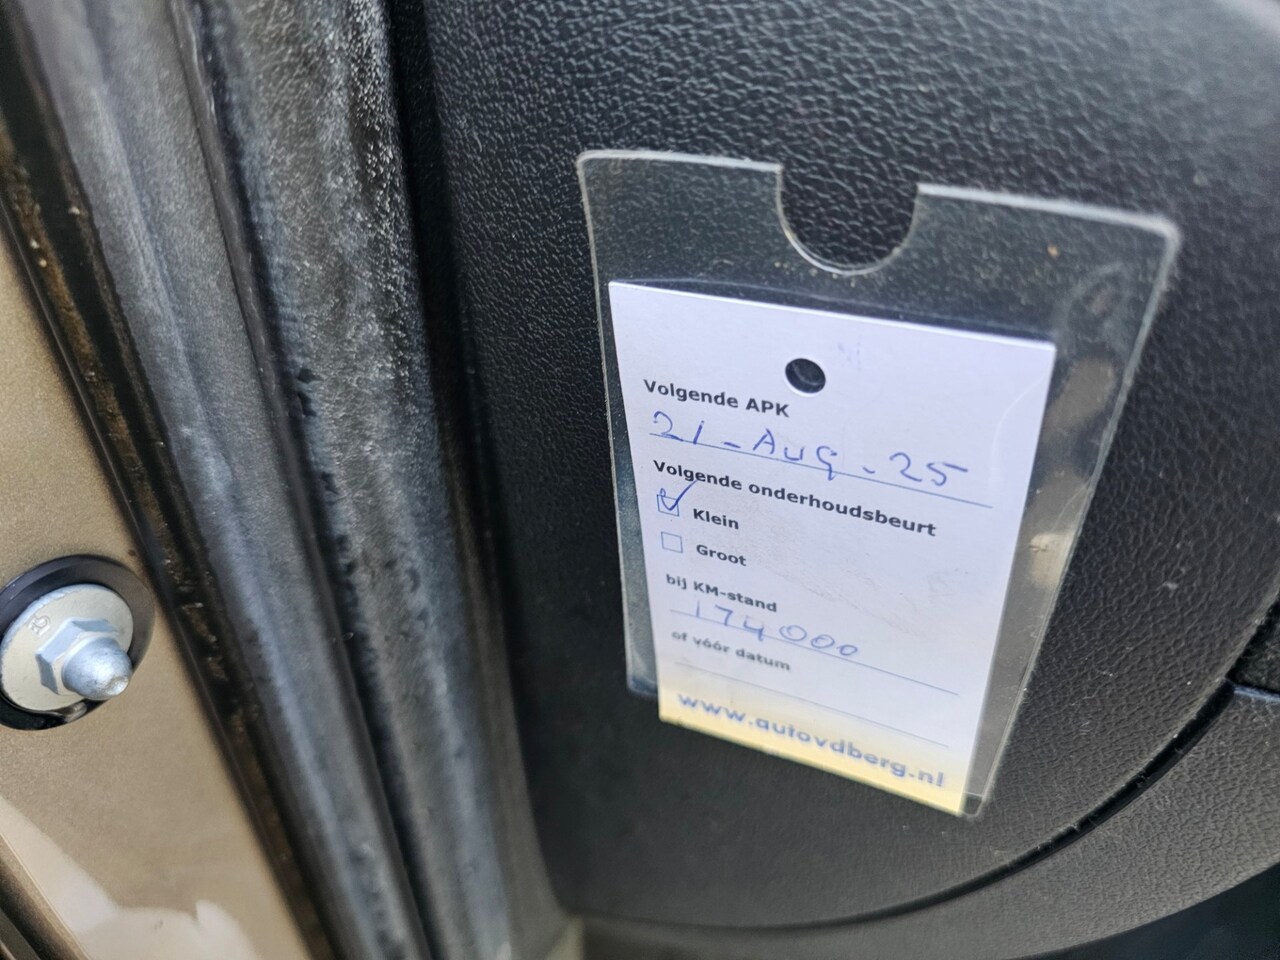 Volgende APK
21-Aug.25
Volgende onderhoudsbeurt
Klein
Groot
bij KM-stand
174000
of vóór datum
www.autovdberg.nl